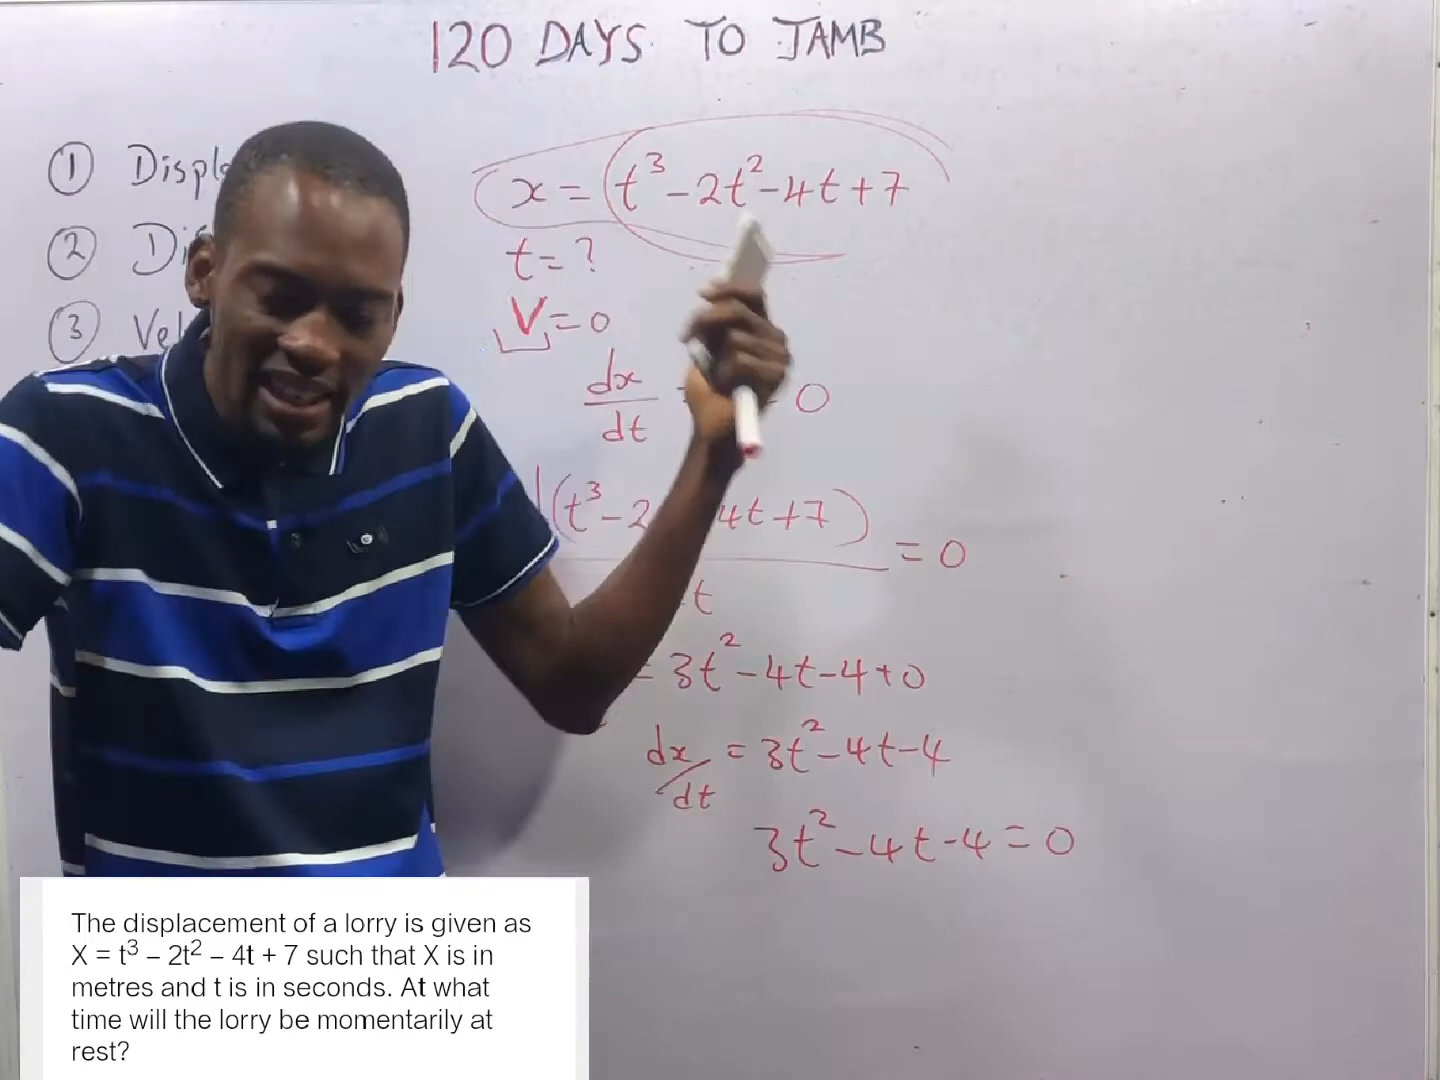 120 DAYS TO JAMB
① Displ
② Di
③ Vel
x = t³ - 2t² - 4t + 7
t = ?
V = 0
dx
dt
0
(t³ - 2 4t + 7)
= 0
t
= 3t² - 4t - 4 + 0
dx/dt = 3t² - 4t - 4
3t² - 4t - 4 = 0
The displacement of a lorry is given as
X = t³ – 2t² – 4t + 7 such that X is in
metres and t is in seconds. At what
time will the lorry be momentarily at
rest?